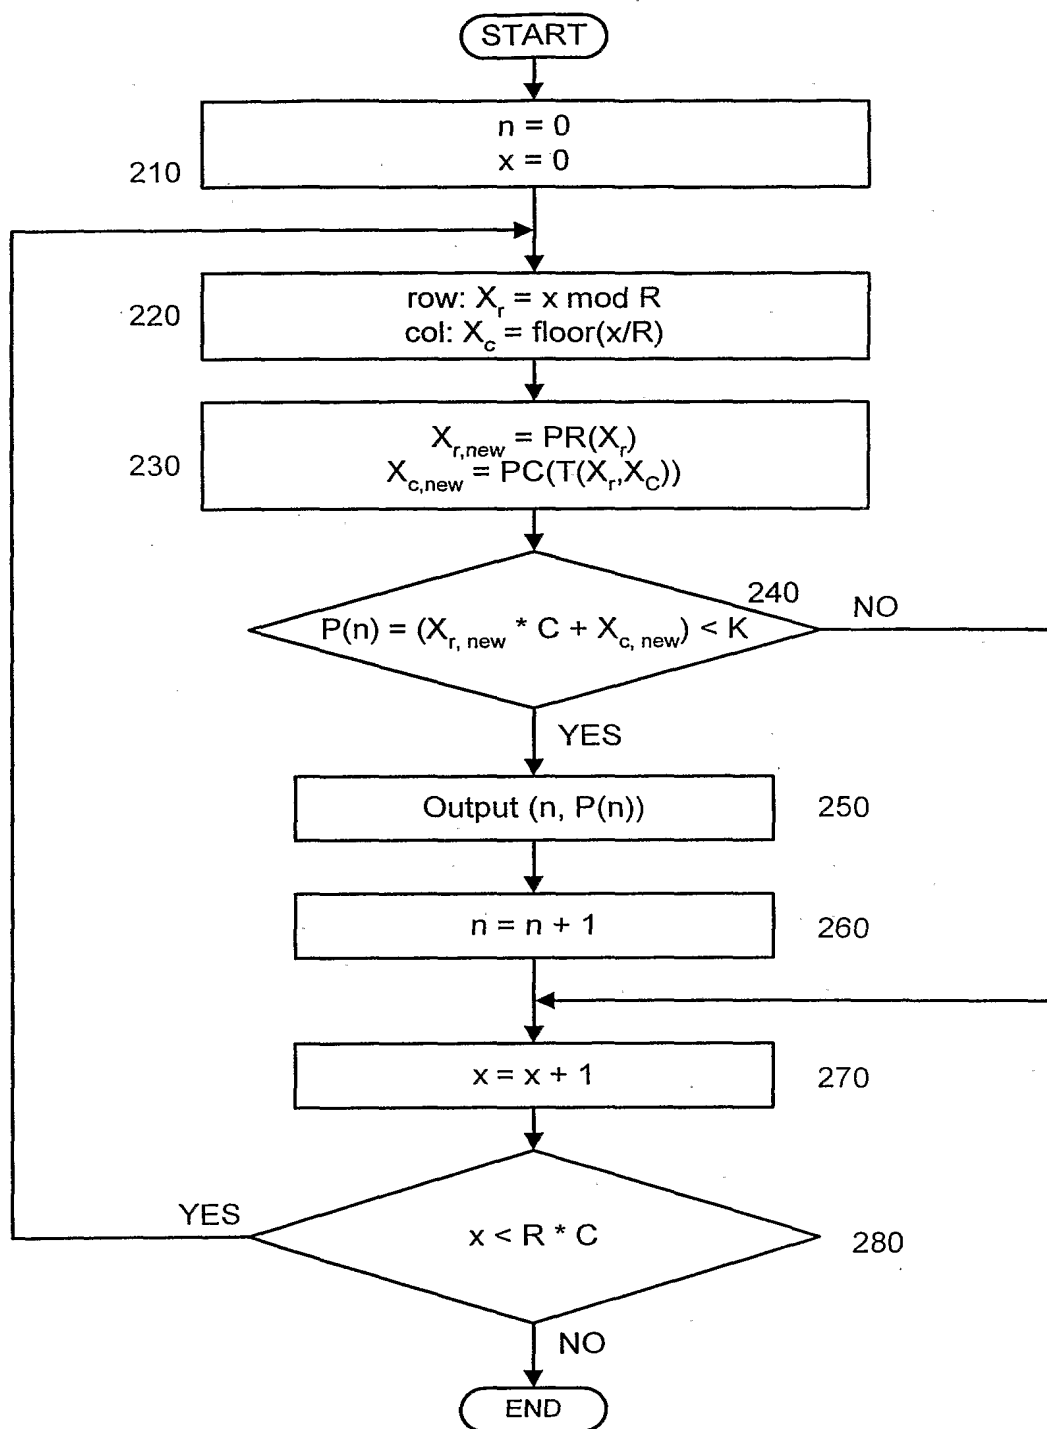 START
n = 0
x = 0
210
row: Xr = x mod R
col: Xc = floor(x/R)
220
Xr,new = PR(Xr)
Xc,new = PC(T(Xr,XC))
230
240
NO
P(n) = (Xr, new * C + Xc, new) < K
YES
Output (n, P(n))
250
n = n + 1
260
x = x + 1
270
YES
x < R * C
280
NO
END